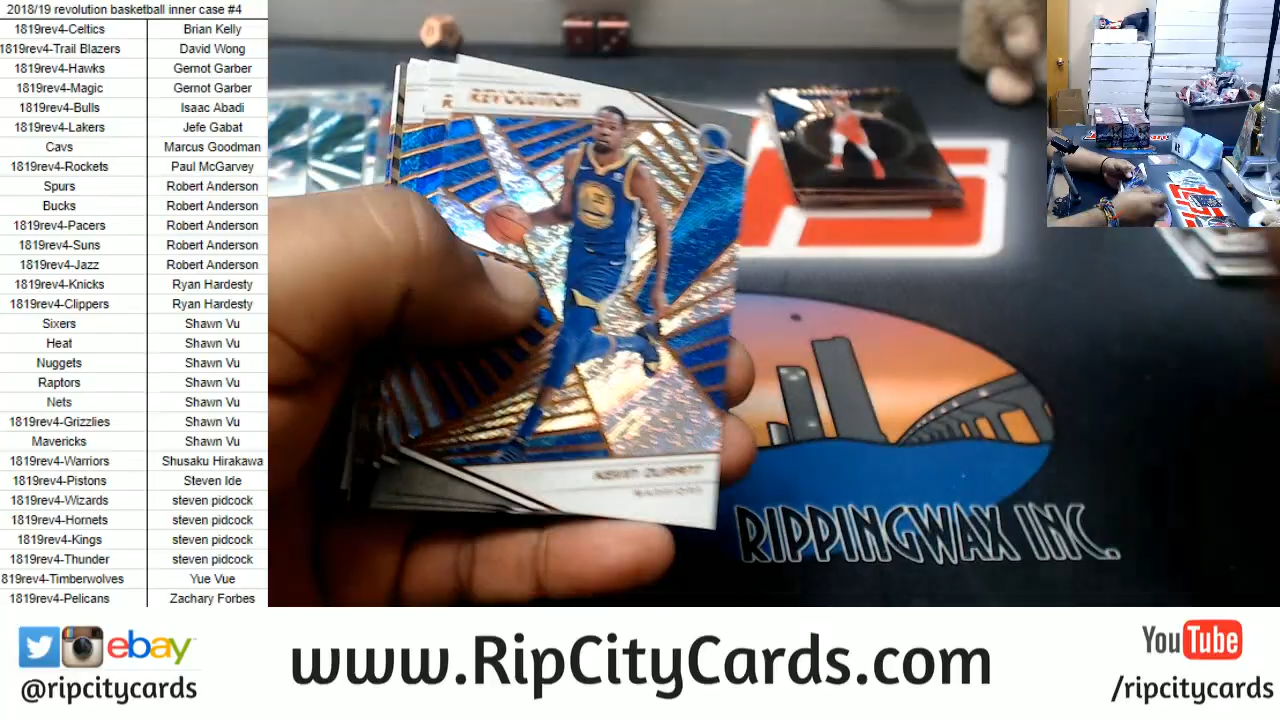 2018/19 revolution basketball inner case #4
1819rev4-Celtics Brian Kelly
1819rev4-Trail Blazers David Wong
1819rev4-Hawks Gernot Garber
1819rev4-Magic Gernot Garber
1819rev4-Bulls Isaac Abadi
1819rev4-Lakers Jefe Gabat
Cavs Marcus Goodman
1819rev4-Rockets Paul McGarvey
Spurs Robert Anderson
Bucks Robert Anderson
1819rev4-Pacers Robert Anderson
1819rev4-Suns Robert Anderson
1819rev4-Jazz Robert Anderson
1819rev4-Knicks Ryan Hardesty
1819rev4-Clippers Ryan Hardesty
Sixers Shawn Vu
Heat Shawn Vu
Nuggets Shawn Vu
Raptors Shawn Vu
Nets Shawn Vu
1819rev4-Grizzlies Shawn Vu
Mavericks Shawn Vu
1819rev4-Warriors Shusaku Hirakawa
1819rev4-Pistons Steven Ide
1819rev4-Wizards steven pidcock
1819rev4-Hornets steven pidcock
1819rev4-Kings steven pidcock
1819rev4-Thunder steven pidcock
819rev4-Timberwolves Yue Vue
1819rev4-Pelicans Zachary Forbes
REVOLUTION
KEVIN DURANT
WARRIORS
RIPPINGWAX INC.
ebay
@ripcitycards
www.RipCityCards.com
YouTube
/ripcitycards